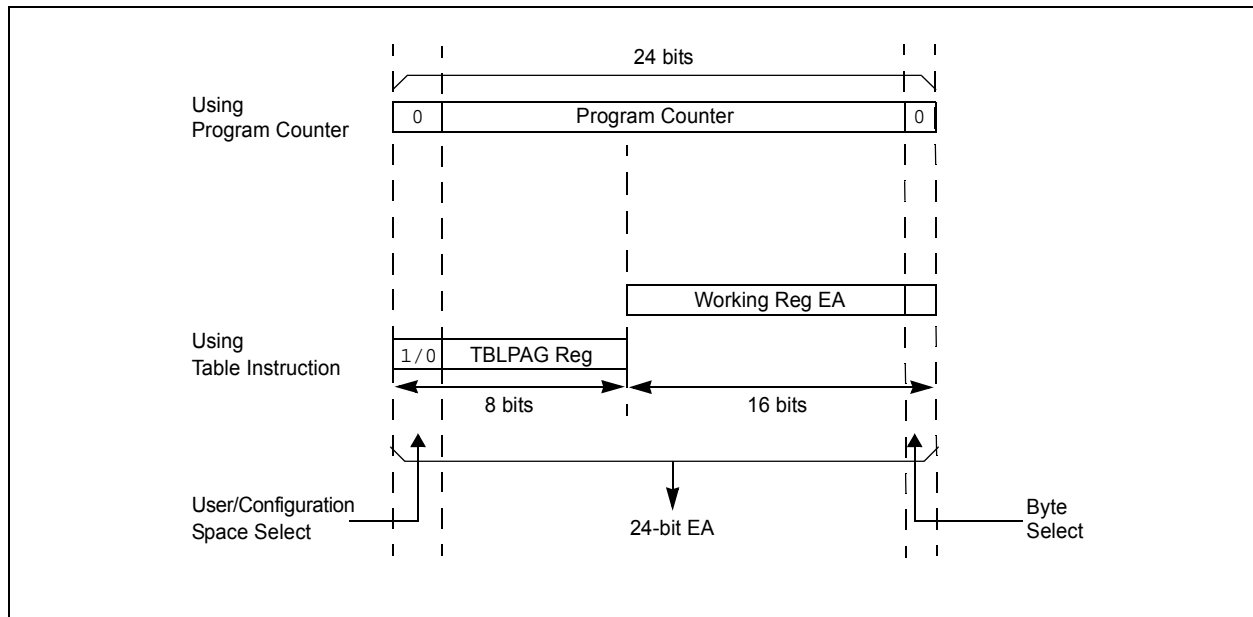 24 bits
Using
Program Counter
0
Program Counter
0
Working Reg EA
Using
Table Instruction
1/0
TBLPAG Reg
8 bits
16 bits
User/Configuration
Space Select
24-bit EA
Byte
Select